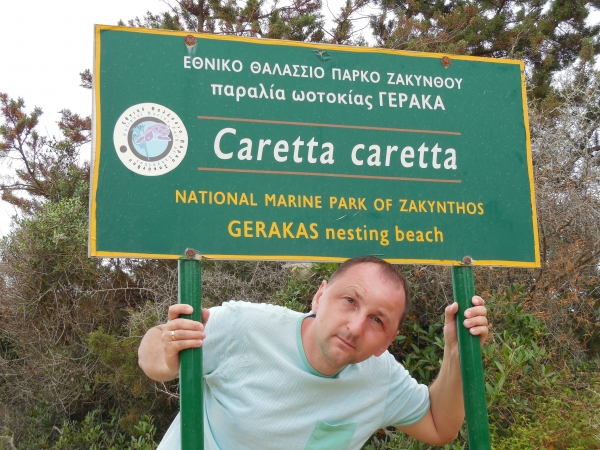 ΕΘΝΙΚΟ ΘΑΛΑΣΣΙΟ ΠΑΡΚΟ ΖΑΚΥΝΘΟΥ
παραλία ωοτοκίας ΓΕΡΑΚΑ
Caretta caretta
NATIONAL MARINE PARK OF ZAKYNTHOS
GERAKAS nesting beach